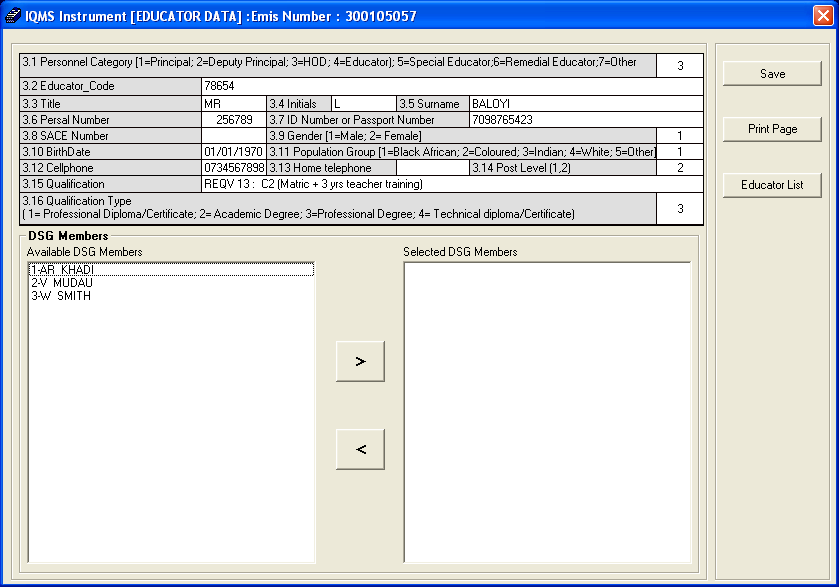 IQMS Instrument [EDUCATOR DATA] :Emis Number : 300105057
3.1 Personnel Category [1=Principal; 2=Deputy Principal; 3=HOD; 4=Educator); 5=Special Educator;6=Remedial Educator;7=Other 3
3.2 Educator_Code 78654
3.3 Title MR 3.4 Initials L 3.5 Surname BALOYI
3.6 Persal Number 256789 3.7 ID Number or Passport Number 7098765423
3.8 SACE Number 3.9 Gender [1=Male; 2= Female] 1
3.10 BirthDate 01/01/1970 3.11 Population Group [1=Black African; 2=Coloured; 3=Indian; 4=White; 5=Other] 1
3.12 Cellphone 0734567898 3.13 Home telephone 3.14 Post Level (1,2) 2
3.15 Qualification REQV 13 : C2 (Matric + 3 yrs teacher training)
3.16 Qualification Type
( 1= Professional Diploma/Certificate; 2= Academic Degree; 3=Professional Degree; 4= Technical diploma/Certificate) 3
DSG Members
Available DSG Members
1-AR KHADI
2-V MUDAU
3-W SMITH
>
<
Selected DSG Members
Save
Print Page
Educator List